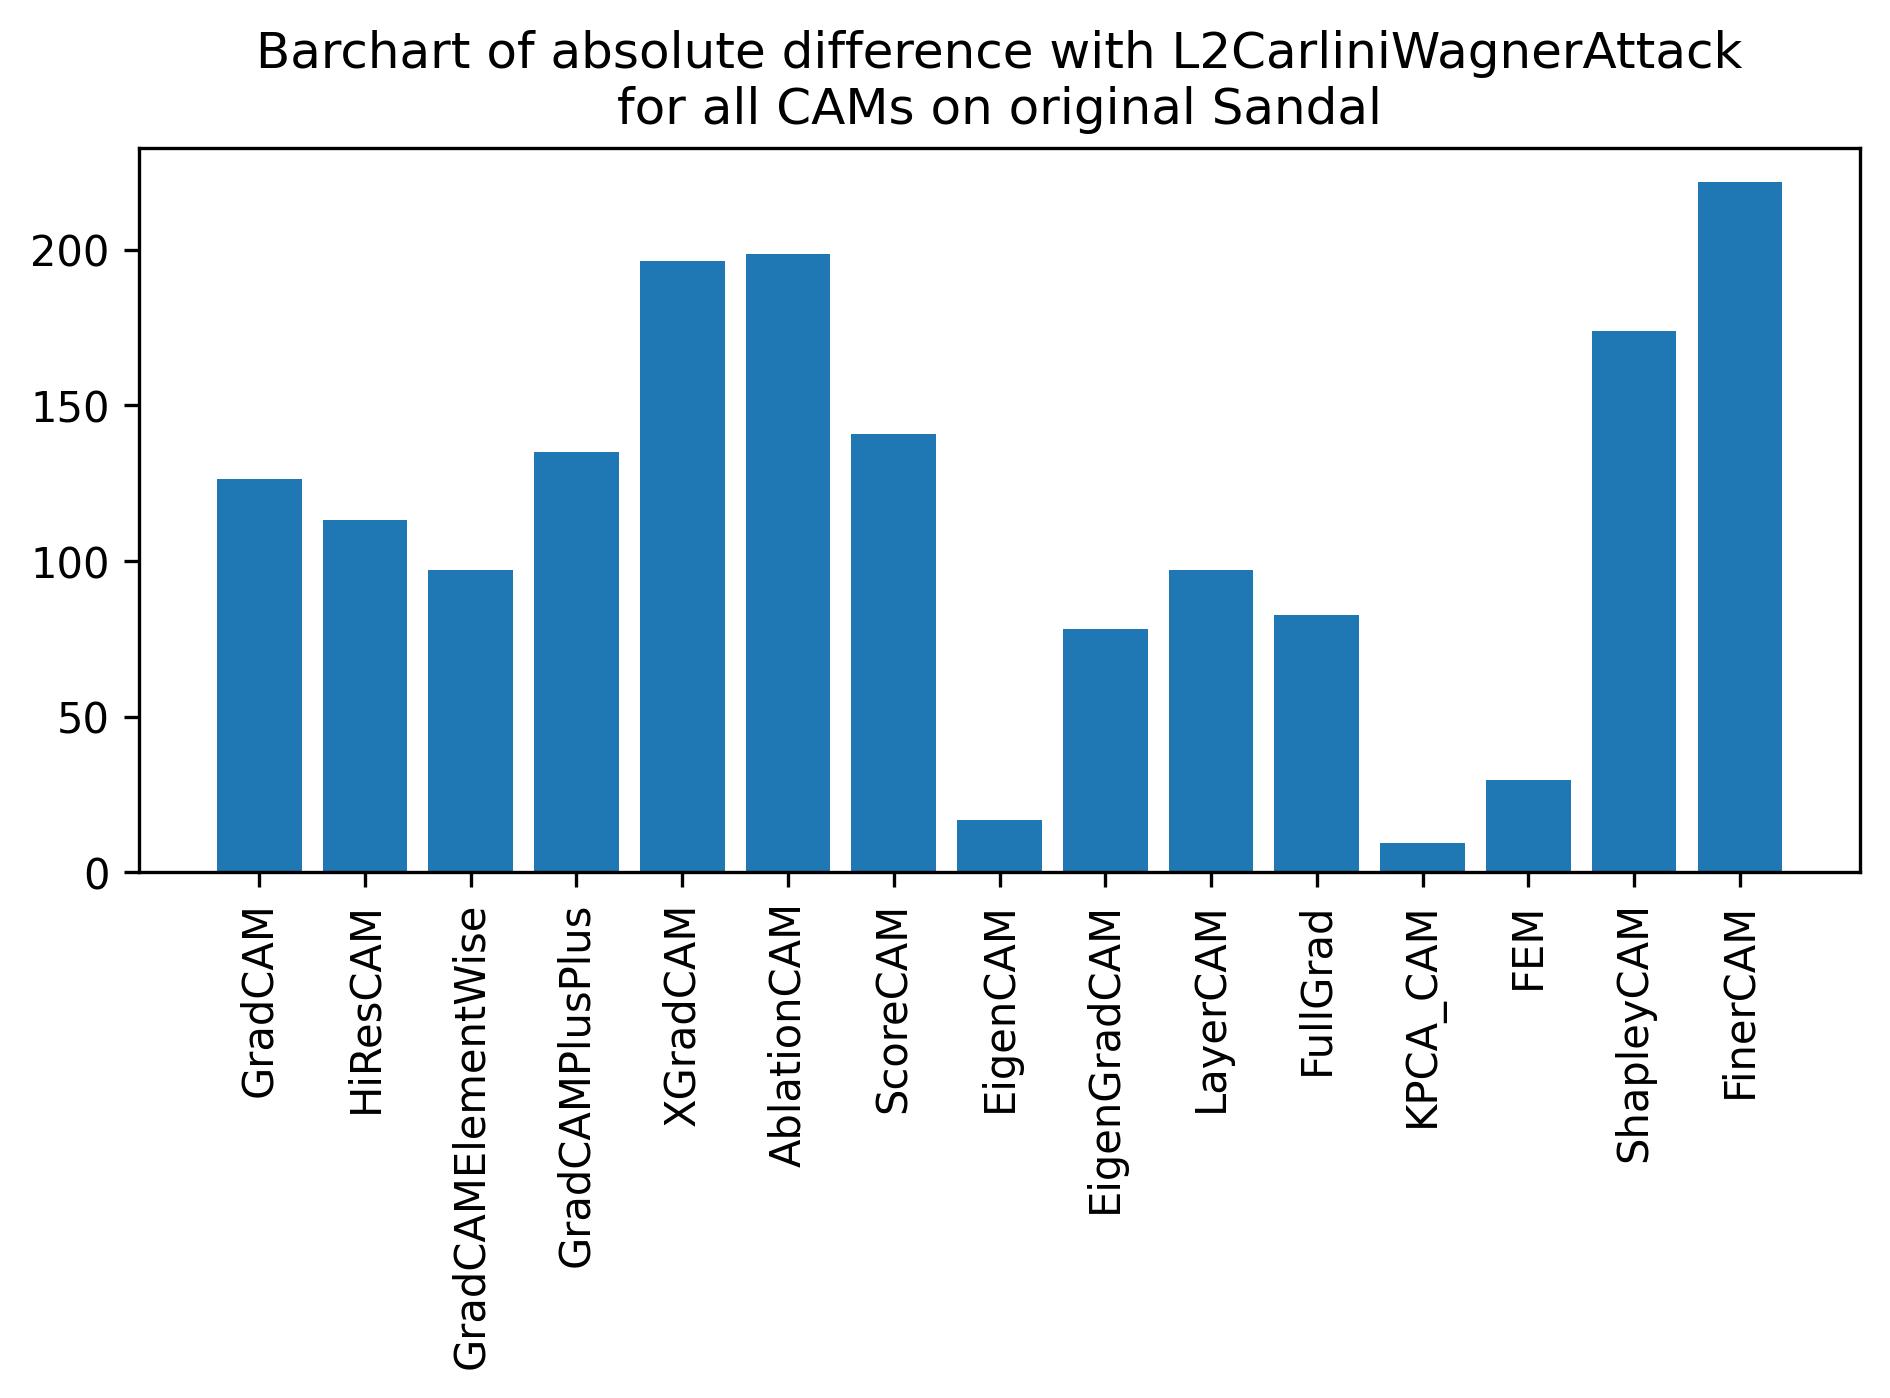 Barchart of absolute difference with L2CarliniWagnerAttack
for all CAMs on original Sandal
200
150
100
50
0
GradCAM
HiResCAM
GradCAMElementWise
GradCAMPlusPlus
XGradCAM
AblationCAM
ScoreCAM
EigenCAM
EigenGradCAM
LayerCAM
FullGrad
KPCA_CAM
FEM
ShapleyCAM
FinerCAM